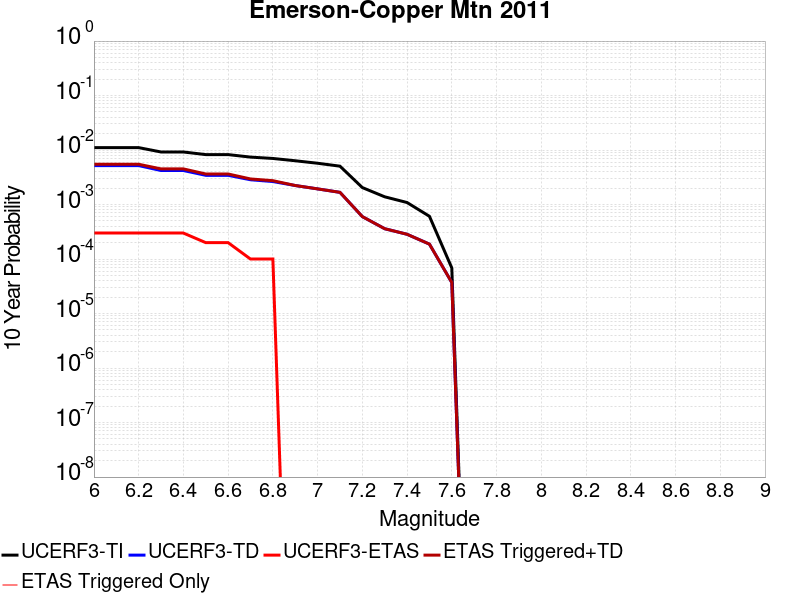 Emerson-Copper Mtn 2011
10 Year Probability
10^0
10^-1
10^-2
10^-3
10^-4
10^-5
10^-6
10^-7
10^-8
6 6.2 6.4 6.6 6.8 7 7.2 7.4 7.6 7.8 8 8.2 8.4 8.6 8.8 9
Magnitude
UCERF3-TI UCERF3-TD UCERF3-ETAS ETAS Triggered+TD
ETAS Triggered Only